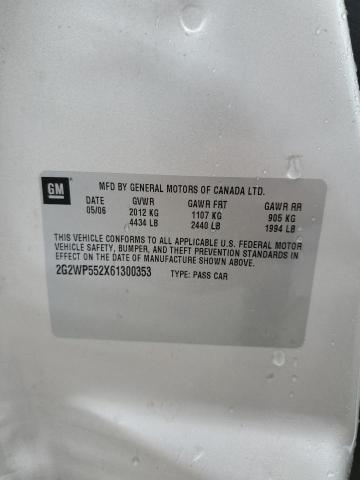 GM
MFD BY GENERAL MOTORS OF CANADA LTD.
DATE GVWR GAWR FRT GAWR RR
05/06 2012 KG 1107 KG 905 KG
4434 LB 2440 LB 1994 LB
THIS VEHICLE CONFORMS TO ALL APPLICABLE U.S. FEDERAL MOTOR
VEHICLE SAFETY, BUMPER, AND THEFT PREVENTION STANDARDS IN
EFFECT ON THE DATE OF MANUFACTURE SHOWN ABOVE.
2G2WP552X61300353 TYPE: PASS CAR